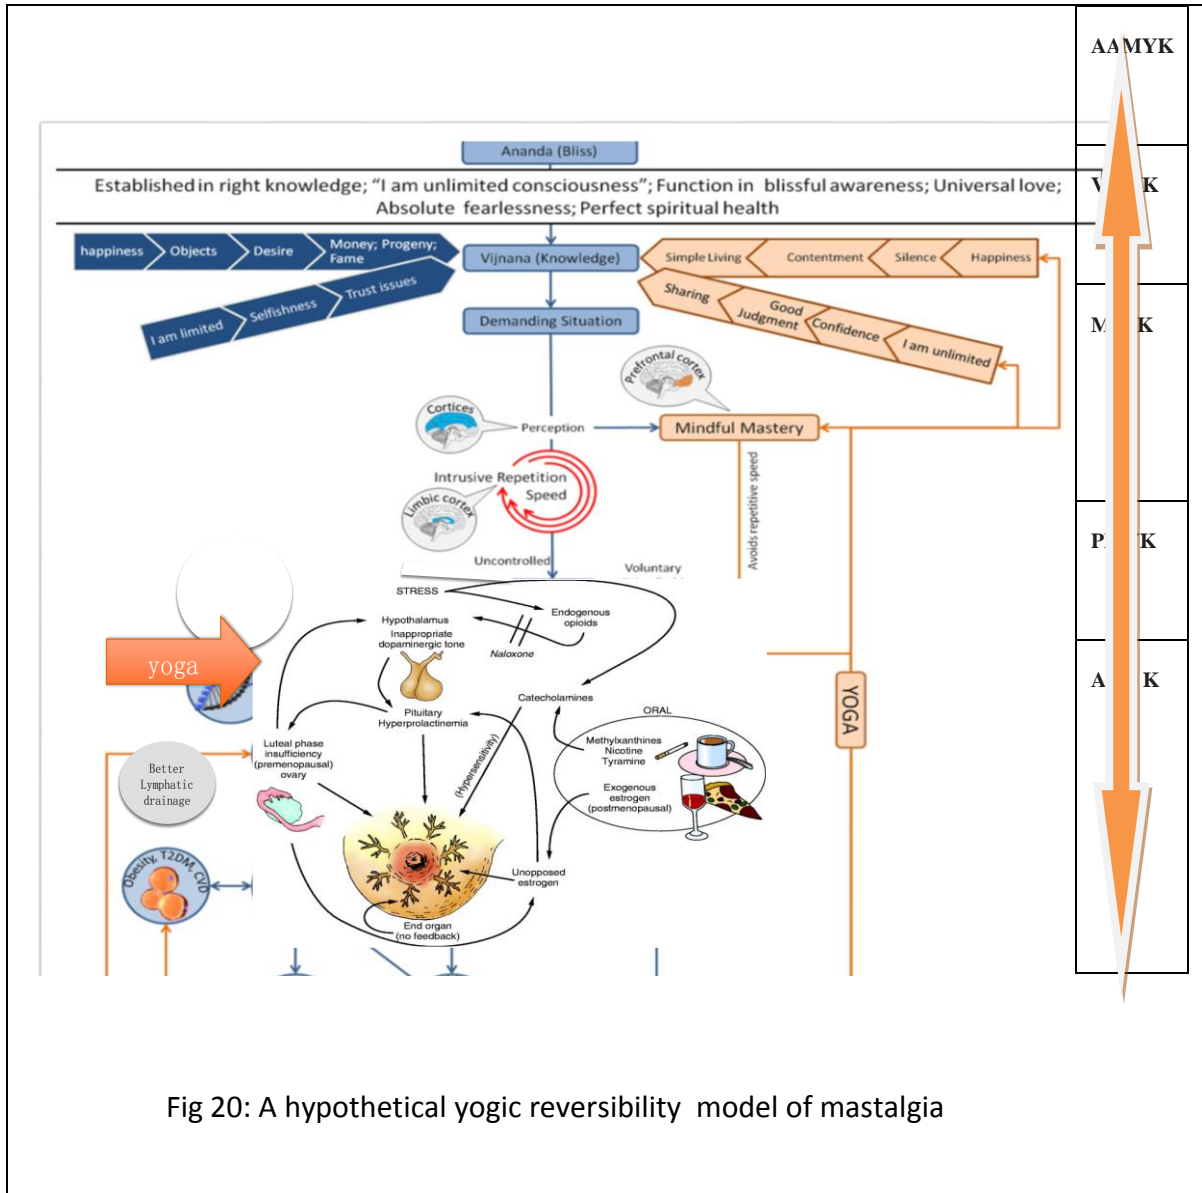 AAMYK
Ananda (Bliss)
Established in right knowledge; "I am unlimited consciousness"; Function in blissful awareness; Universal love;
Absolute fearlessness; Perfect spiritual health
V
K
happiness
Objects
Desire
Money; Progeny;
Fame
Vijnana (Knowledge)
Simple Living
Contentment
Silence
Happiness
I am limited
Selfishness
Trust issues
Demanding Situation
Sharing
Good
Judgment
Confidence
I am unlimited
M
K
Prefrontal cortex
Cortices
Perception
Mindful Mastery
Intrusive Repetition
Speed
Limbic cortex
Avoids repetitive speed
Uncontrolled
Voluntary
P
K
STRESS
Hypothalamus
Inappropriate
dopaminergic tone
Endogenous
opioids
Naloxone
yoga
Pituitary
Hyperprolactinemia
Catecholamines
YOGA
A
K
Luteal phase
insufficiency
(premenopausal)
ovary
(Hypersensitivity)
ORAL
Methylxanthines
Nicotine
Tyramine
Exogenous
estrogen
(postmenopausal)
Better
Lymphatic
drainage
Obesity, T2DM, CVD
Unopposed
estrogen
End organ
(no feedback)
Fig 20: A hypothetical yogic reversibility model of mastalgia